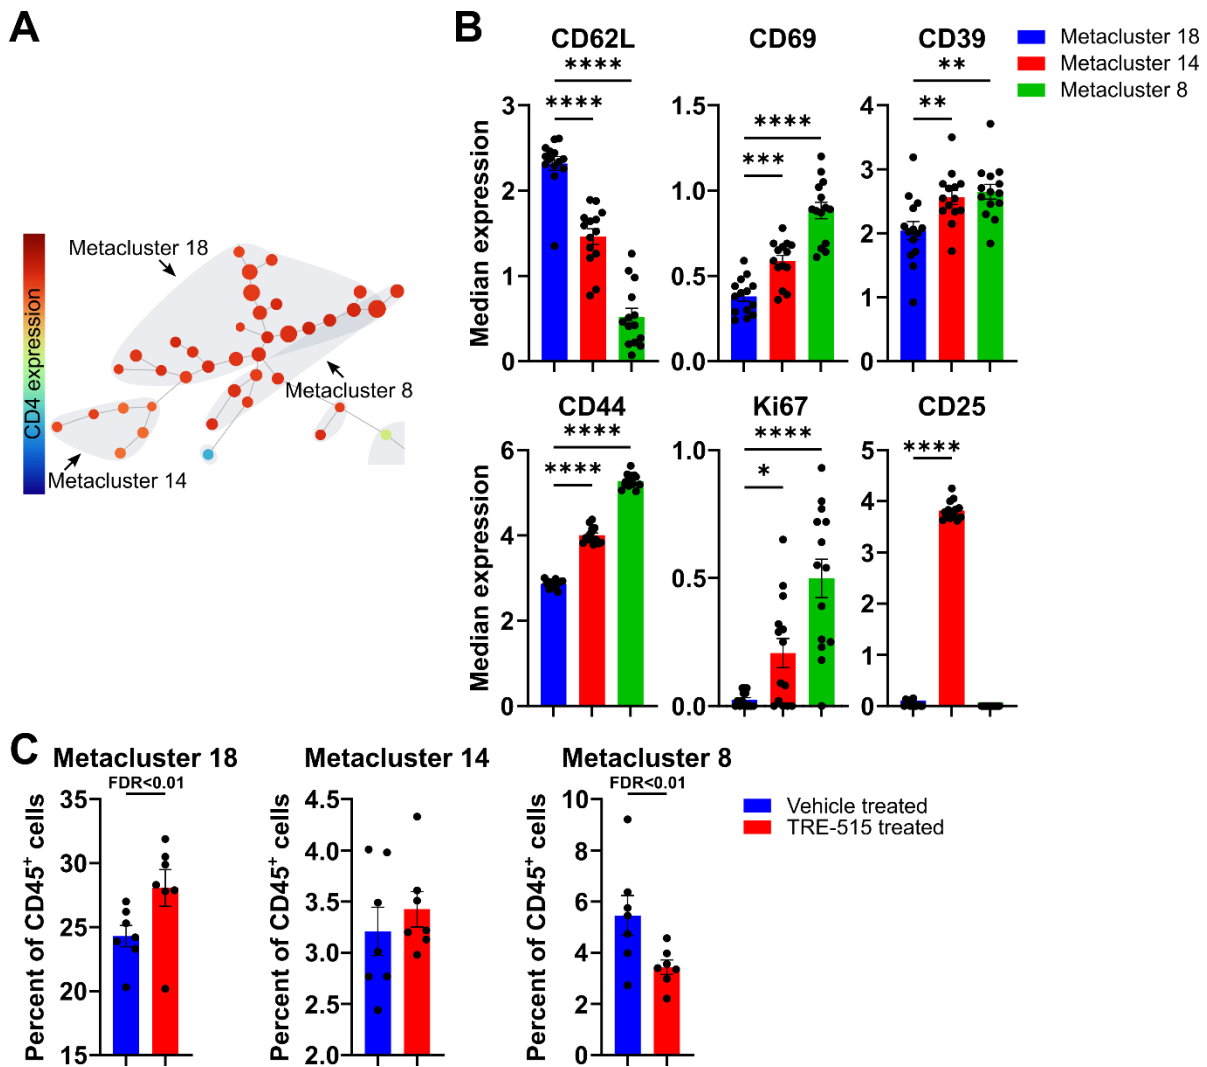 A
CD4 expression
Metacluster 18
Metacluster 8
Metacluster 14
B
CD62L
CD69
CD39
Metacluster 18
Metacluster 14
Metacluster 8
Median expression
3
2
1
0
****
****
1.5
1.0
0.5
0.0
****
***
4
3
2
1
0
**
**
CD44
Ki67
CD25
Median expression
6
4
2
0
****
****
1.0
0.5
0.0
****
*
5
4
3
2
1
0
****
C
Metacluster 18
Metacluster 14
Metacluster 8
FDR<0.01
FDR<0.01
Percent of CD45⁺ cells
35
30
25
20
15
Percent of CD45⁺ cells
4.5
4.0
3.5
3.0
2.5
2.0
Percent of CD45⁺ cells
10
8
6
4
2
0
Vehicle treated
TRE-515 treated